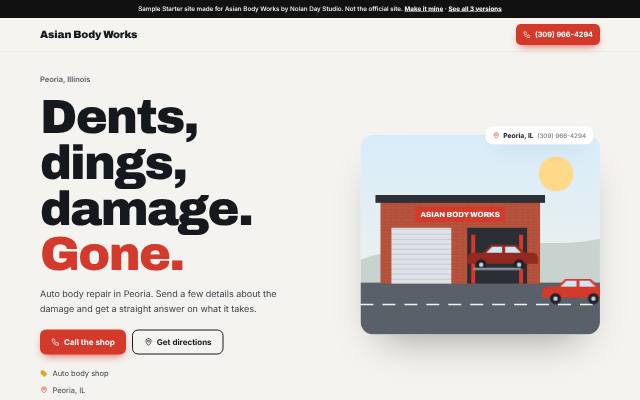 Sample Starter site made for Asian Body Works by Nolan Day Studio. Not the official site. Make it mine · See all 3 versions
Asian Body Works
(309) 966-4294
Peoria, Illinois
Dents,
dings,
damage.
Gone.
Auto body repair in Peoria. Send a few details about the
damage and get a straight answer on what it takes.
Call the shop
Get directions
Auto body shop
Peoria, IL
Peoria, IL (309) 966-4294
ASIAN BODY WORKS